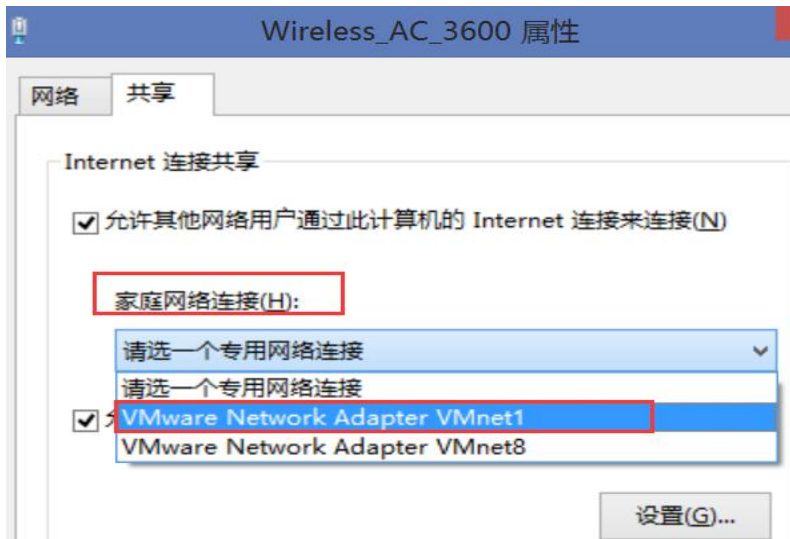 Wireless_AC_3600 属性
网络 共享
Internet 连接共享
允许其他网络用户通过此计算机的 Internet 连接来连接(N)
家庭网络连接(H):
请选一个专用网络连接
请选一个专用网络连接
VMware Network Adapter VMnet1
VMware Network Adapter VMnet8
设置(G)...